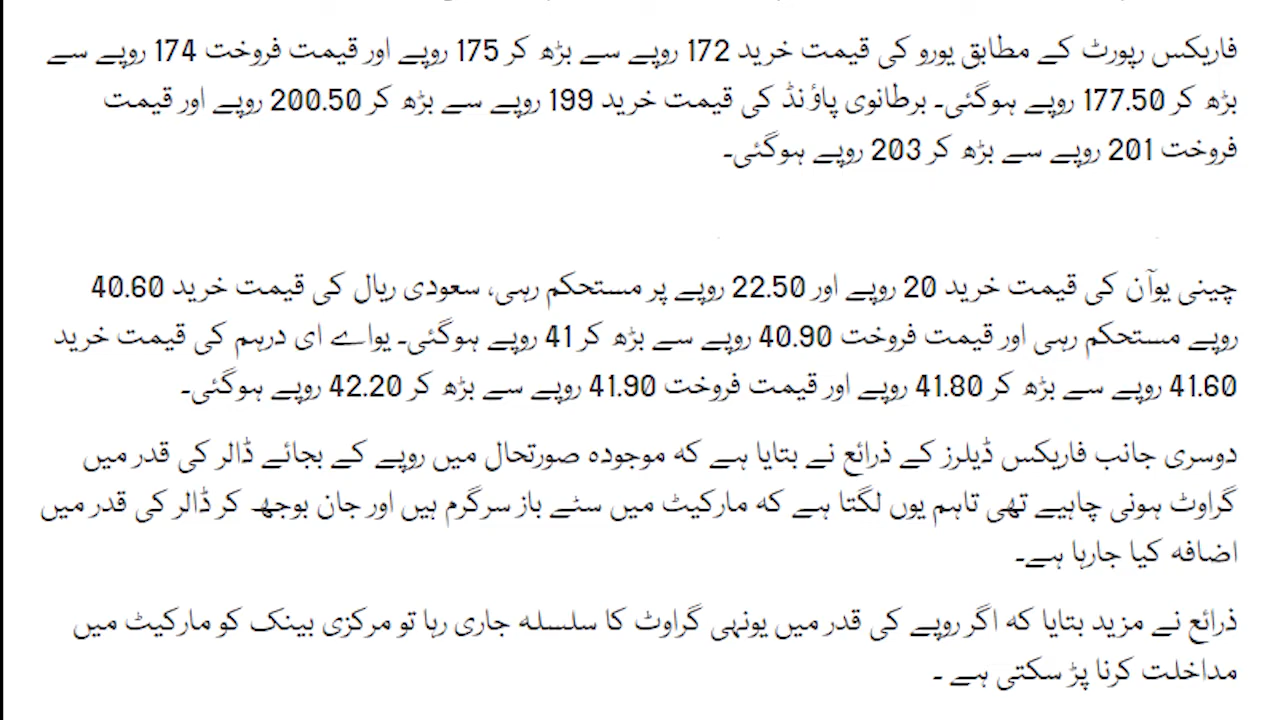 فاریکس رپورٹ کے مطابق یورو کی قیمت خرید 172 روپے سے بڑھ کر 175 روپے اور قیمت فروخت 174 روپے سے
بڑھ کر 177.50 روپے ہوگئی۔ برطانوی پاؤنڈ کی قیمت خرید 199 روپے سے بڑھ کر 200.50 روپے اور قیمت
فروخت 201 روپے سے بڑھ کر 203 روپے ہوگئی۔
چینی یوآن کی قیمت خرید 20 روپے اور 22.50 روپے پر مستحکم رہی، سعودی ریال کی قیمت خرید 40.60
روپے مستحکم رہی اور قیمت فروخت 40.90 روپے سے بڑھ کر 41 روپے ہوگئی۔ یواے ای درہم کی قیمت خرید
41.60 روپے سے بڑھ کر 41.80 روپے اور قیمت فروخت 41.90 روپے سے بڑھ کر 42.20 روپے ہوگئی۔
دوسری جانب فاریکس ڈیلرز کے ذرائع نے بتایا ہے کہ موجودہ صورتحال میں روپے کے بجائے ڈالر کی قدر میں
گراوٹ ہونی چاہیے تھی تاہم یوں لگتا ہے کہ مارکیٹ میں سٹے باز سرگرم ہیں اور جان بوجھ کر ڈالر کی قدر میں
اضافہ کیا جارہا ہے۔
ذرائع نے مزید بتایا کہ اگر روپے کی قدر میں یونہی گراوٹ کا سلسلہ جاری رہا تو مرکزی بینک کو مارکیٹ میں
مداخلت کرنا پڑ سکتی ہے ۔